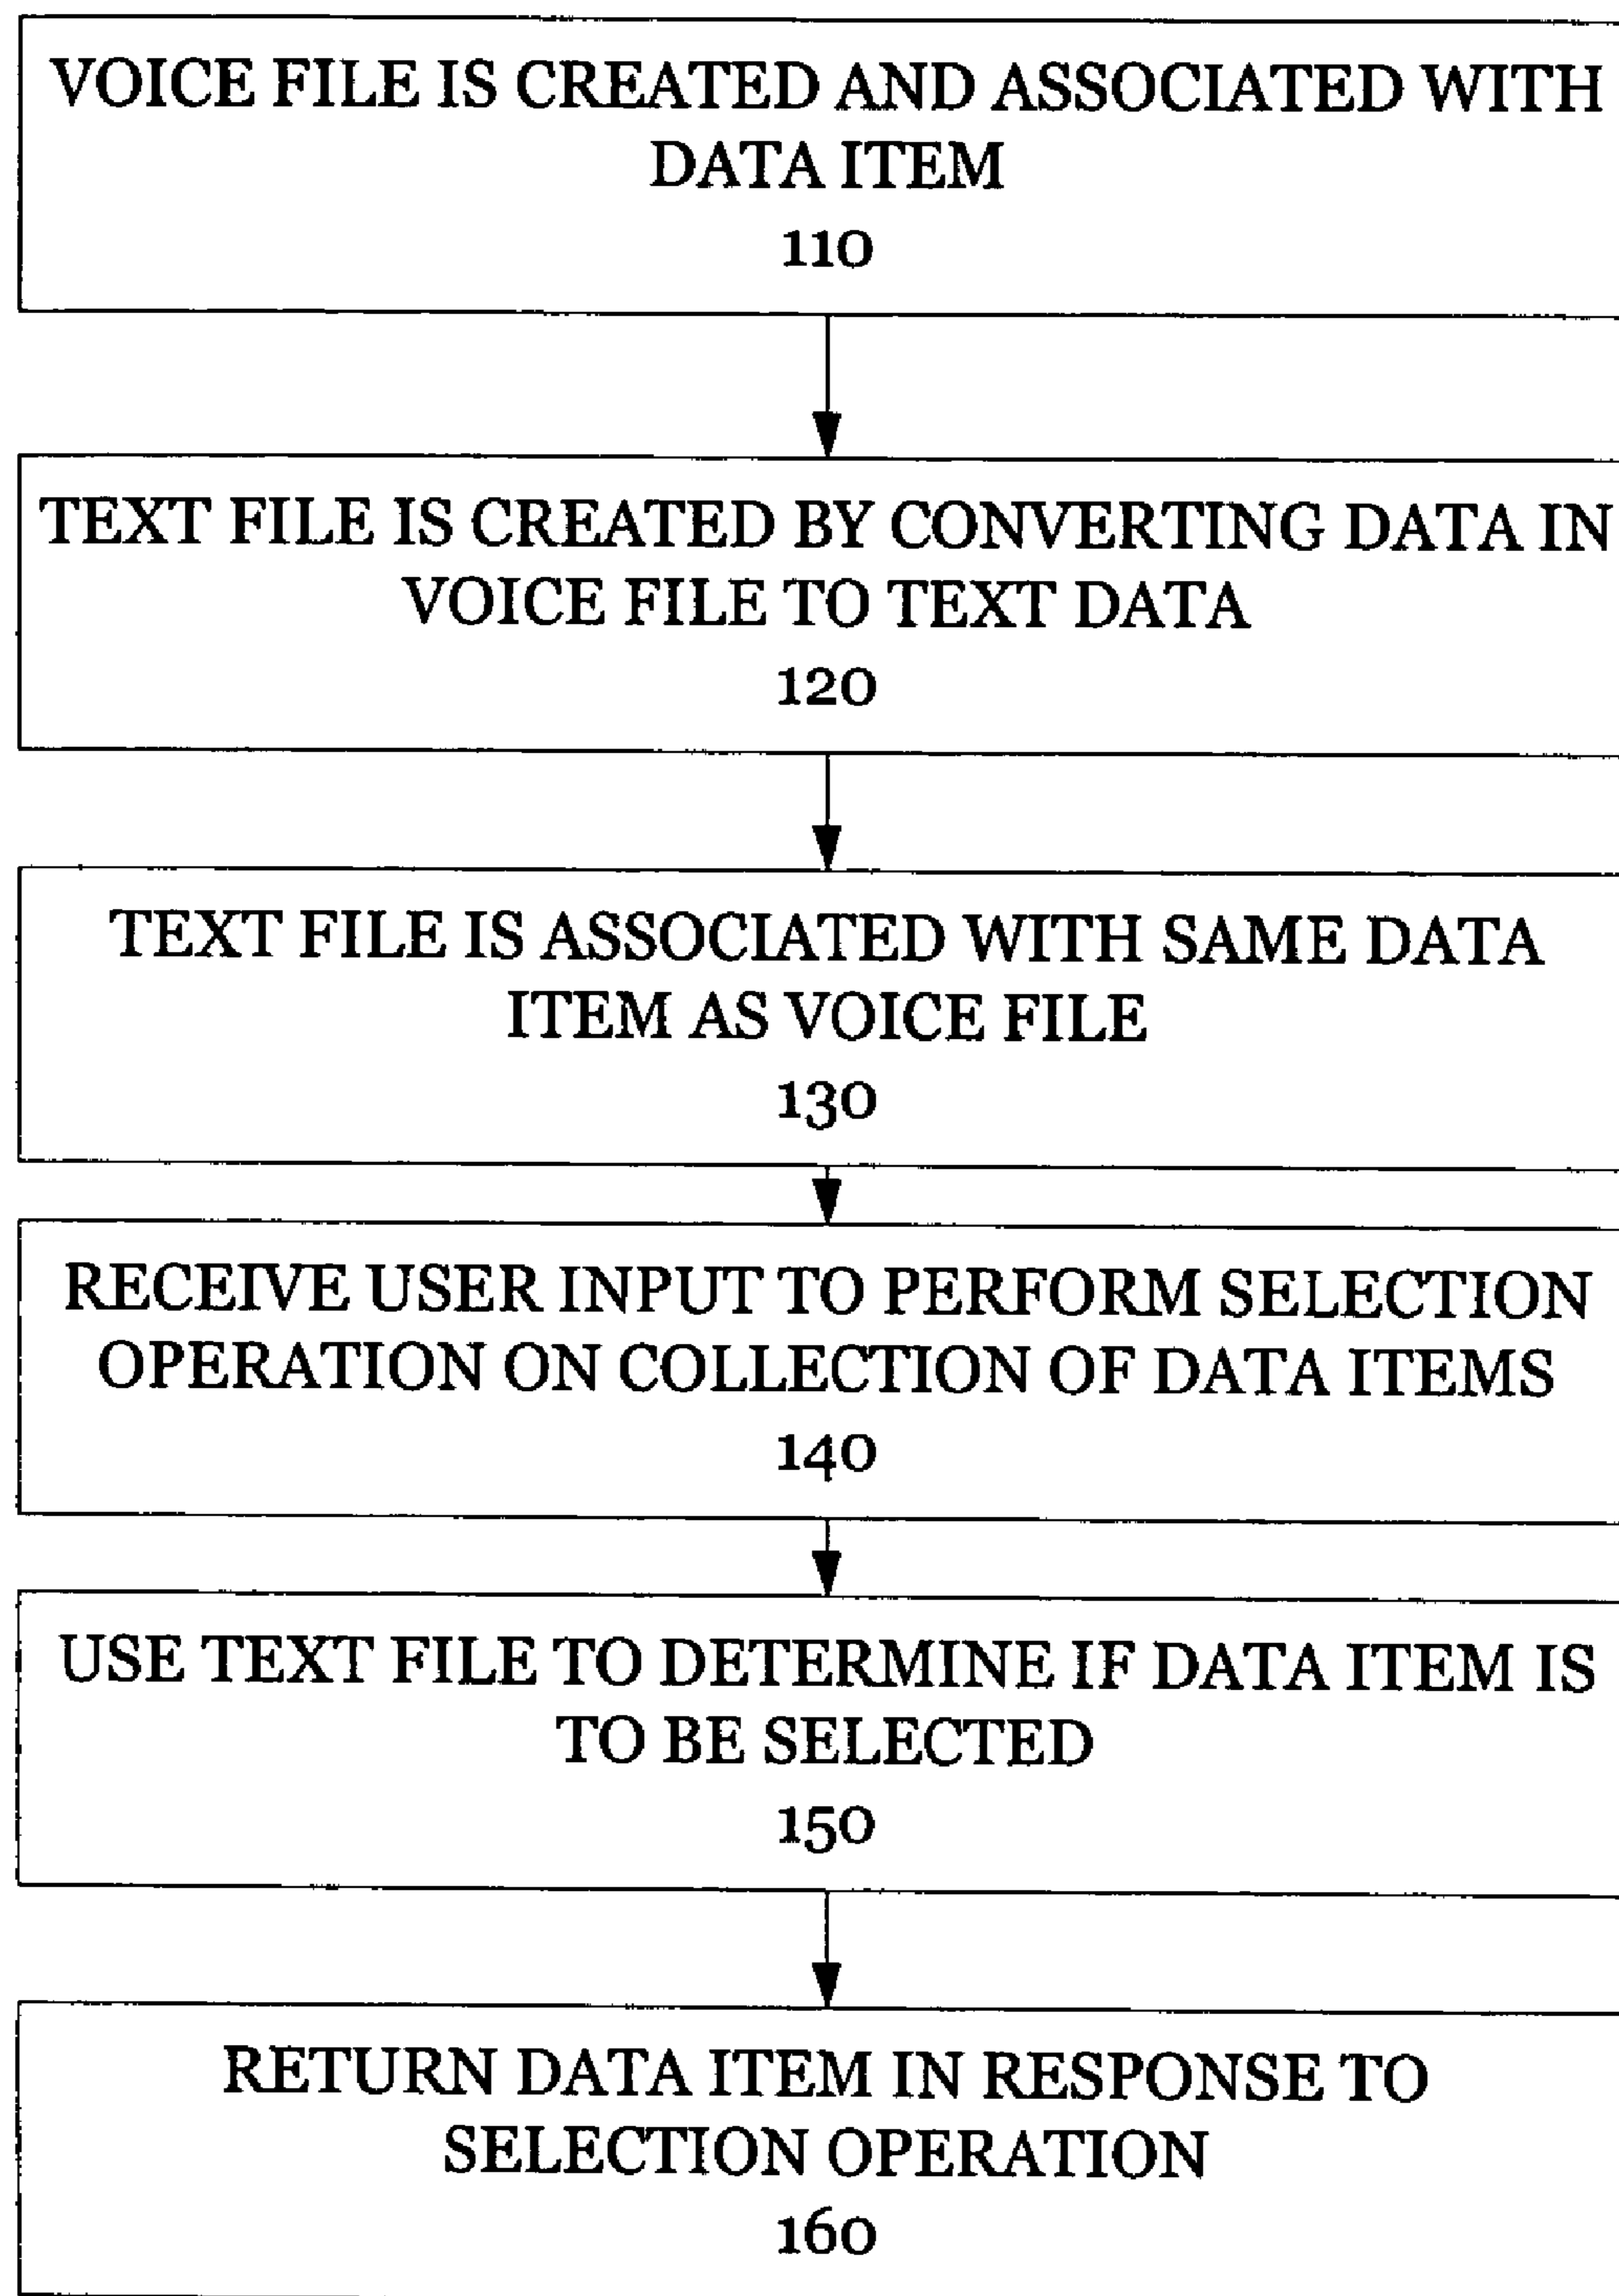 VOICE FILE IS CREATED AND ASSOCIATED WITH
DATA ITEM
110
TEXT FILE IS CREATED BY CONVERTING DATA IN
VOICE FILE TO TEXT DATA
120
TEXT FILE IS ASSOCIATED WITH SAME DATA
ITEM AS VOICE FILE
130
RECEIVE USER INPUT TO PERFORM SELECTION
OPERATION ON COLLECTION OF DATA ITEMS
140
USE TEXT FILE TO DETERMINE IF DATA ITEM IS
TO BE SELECTED
150
RETURN DATA ITEM IN RESPONSE TO
SELECTION OPERATION
160